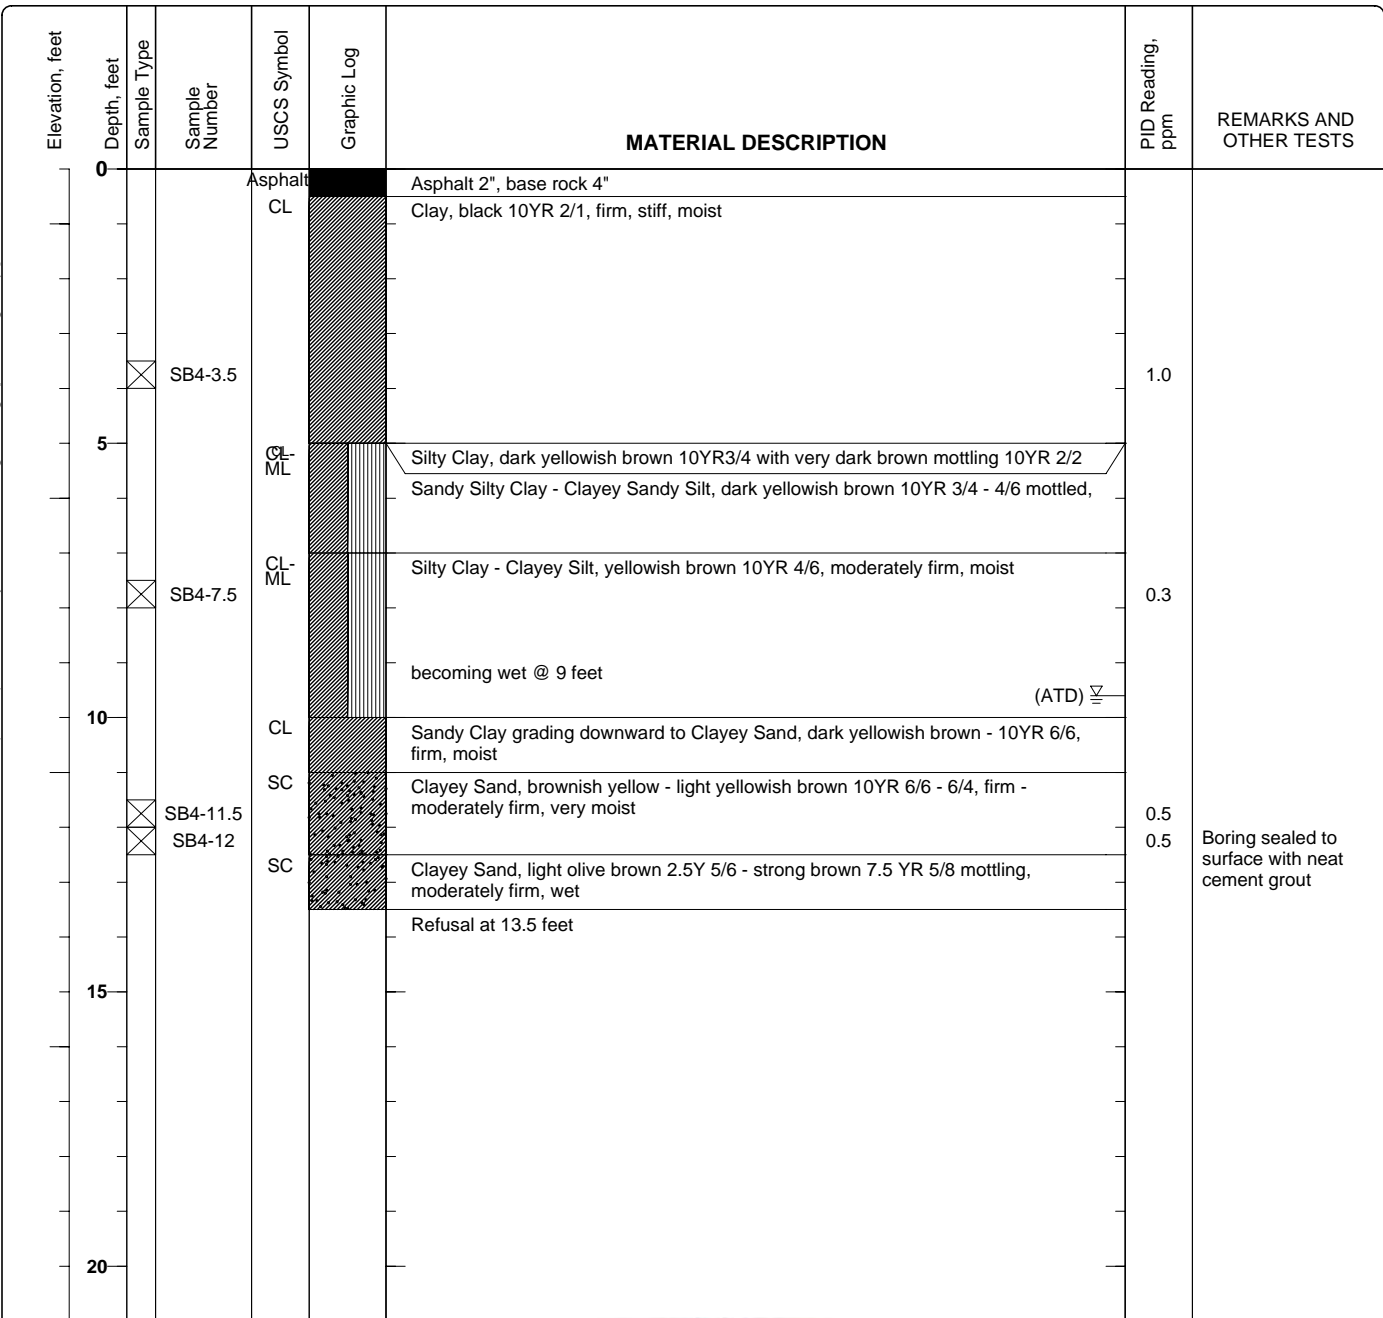 Elevation, feet
Depth, feet
Sample Type
Sample
Number
USCS Symbol
Graphic Log
MATERIAL DESCRIPTION
PID Reading,
ppm
REMARKS AND
OTHER TESTS
0
Asphalt
Asphalt 2", base rock 4"
CL
Clay, black 10YR 2/1, firm, stiff, moist
SB4-3.5
1.0
5
CL-
ML
Silty Clay, dark yellowish brown 10YR3/4 with very dark brown mottling 10YR 2/2
Sandy Silty Clay - Clayey Sandy Silt, dark yellowish brown 10YR 3/4 - 4/6 mottled,
CL-
ML
Silty Clay - Clayey Silt, yellowish brown 10YR 4/6, moderately firm, moist
SB4-7.5
0.3
becoming wet @ 9 feet
(ATD)
10
CL
Sandy Clay grading downward to Clayey Sand, dark yellowish brown - 10YR 6/6,
firm, moist
SC
Clayey Sand, brownish yellow - light yellowish brown 10YR 6/6 - 6/4, firm -
moderately firm, very moist
SB4-11.5
0.5
SB4-12
0.5
Boring sealed to
surface with neat
cement grout
SC
Clayey Sand, light olive brown 2.5Y 5/6 - strong brown 7.5 YR 5/8 mottling,
moderately firm, wet
Refusal at 13.5 feet
15
20